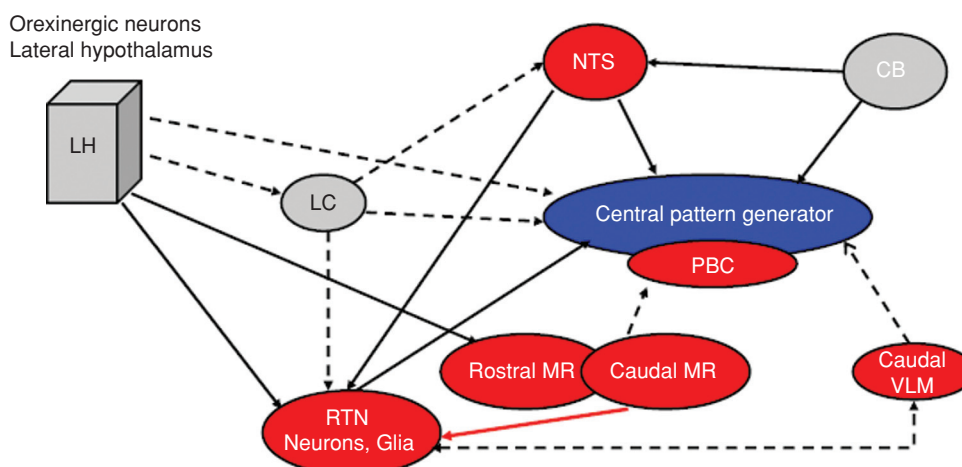 Orexinergic neurons
Lateral hypothalamus
NTS
CB
LH
LC
Central pattern generator
PBC
Rostral MR
Caudal MR
Caudal
VLM
RTN
Neurons, Glia